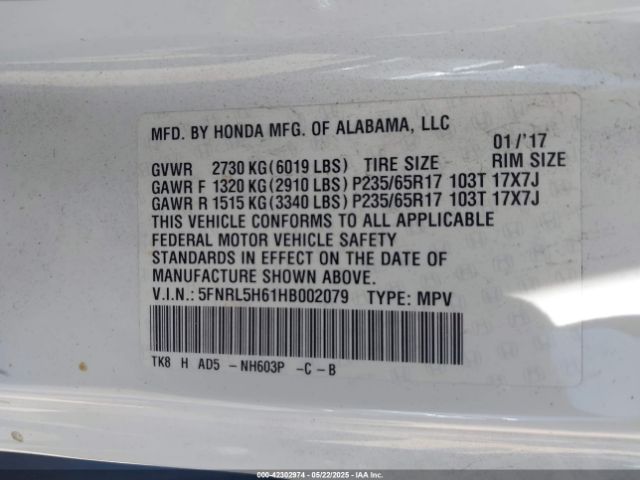 MFD. BY HONDA MFG. OF ALABAMA, LLC
01/'17
GVWR 2730 KG(6019 LBS) TIRE SIZE RIM SIZE
GAWR F 1320 KG(2910 LBS) P235/65R17 103T 17X7J
GAWR R 1515 KG(3340 LBS) P235/65R17 103T 17X7J
THIS VEHICLE CONFORMS TO ALL APPLICABLE
FEDERAL MOTOR VEHICLE SAFETY
STANDARDS IN EFFECT ON THE DATE OF
MANUFACTURE SHOWN ABOVE.
V.I.N.: 5FNRL5H61HB002079 TYPE: MPV
TK8 H AD5 - NH603P - C - B
000-42302974 - 05/22/2025 - IAAI.COM